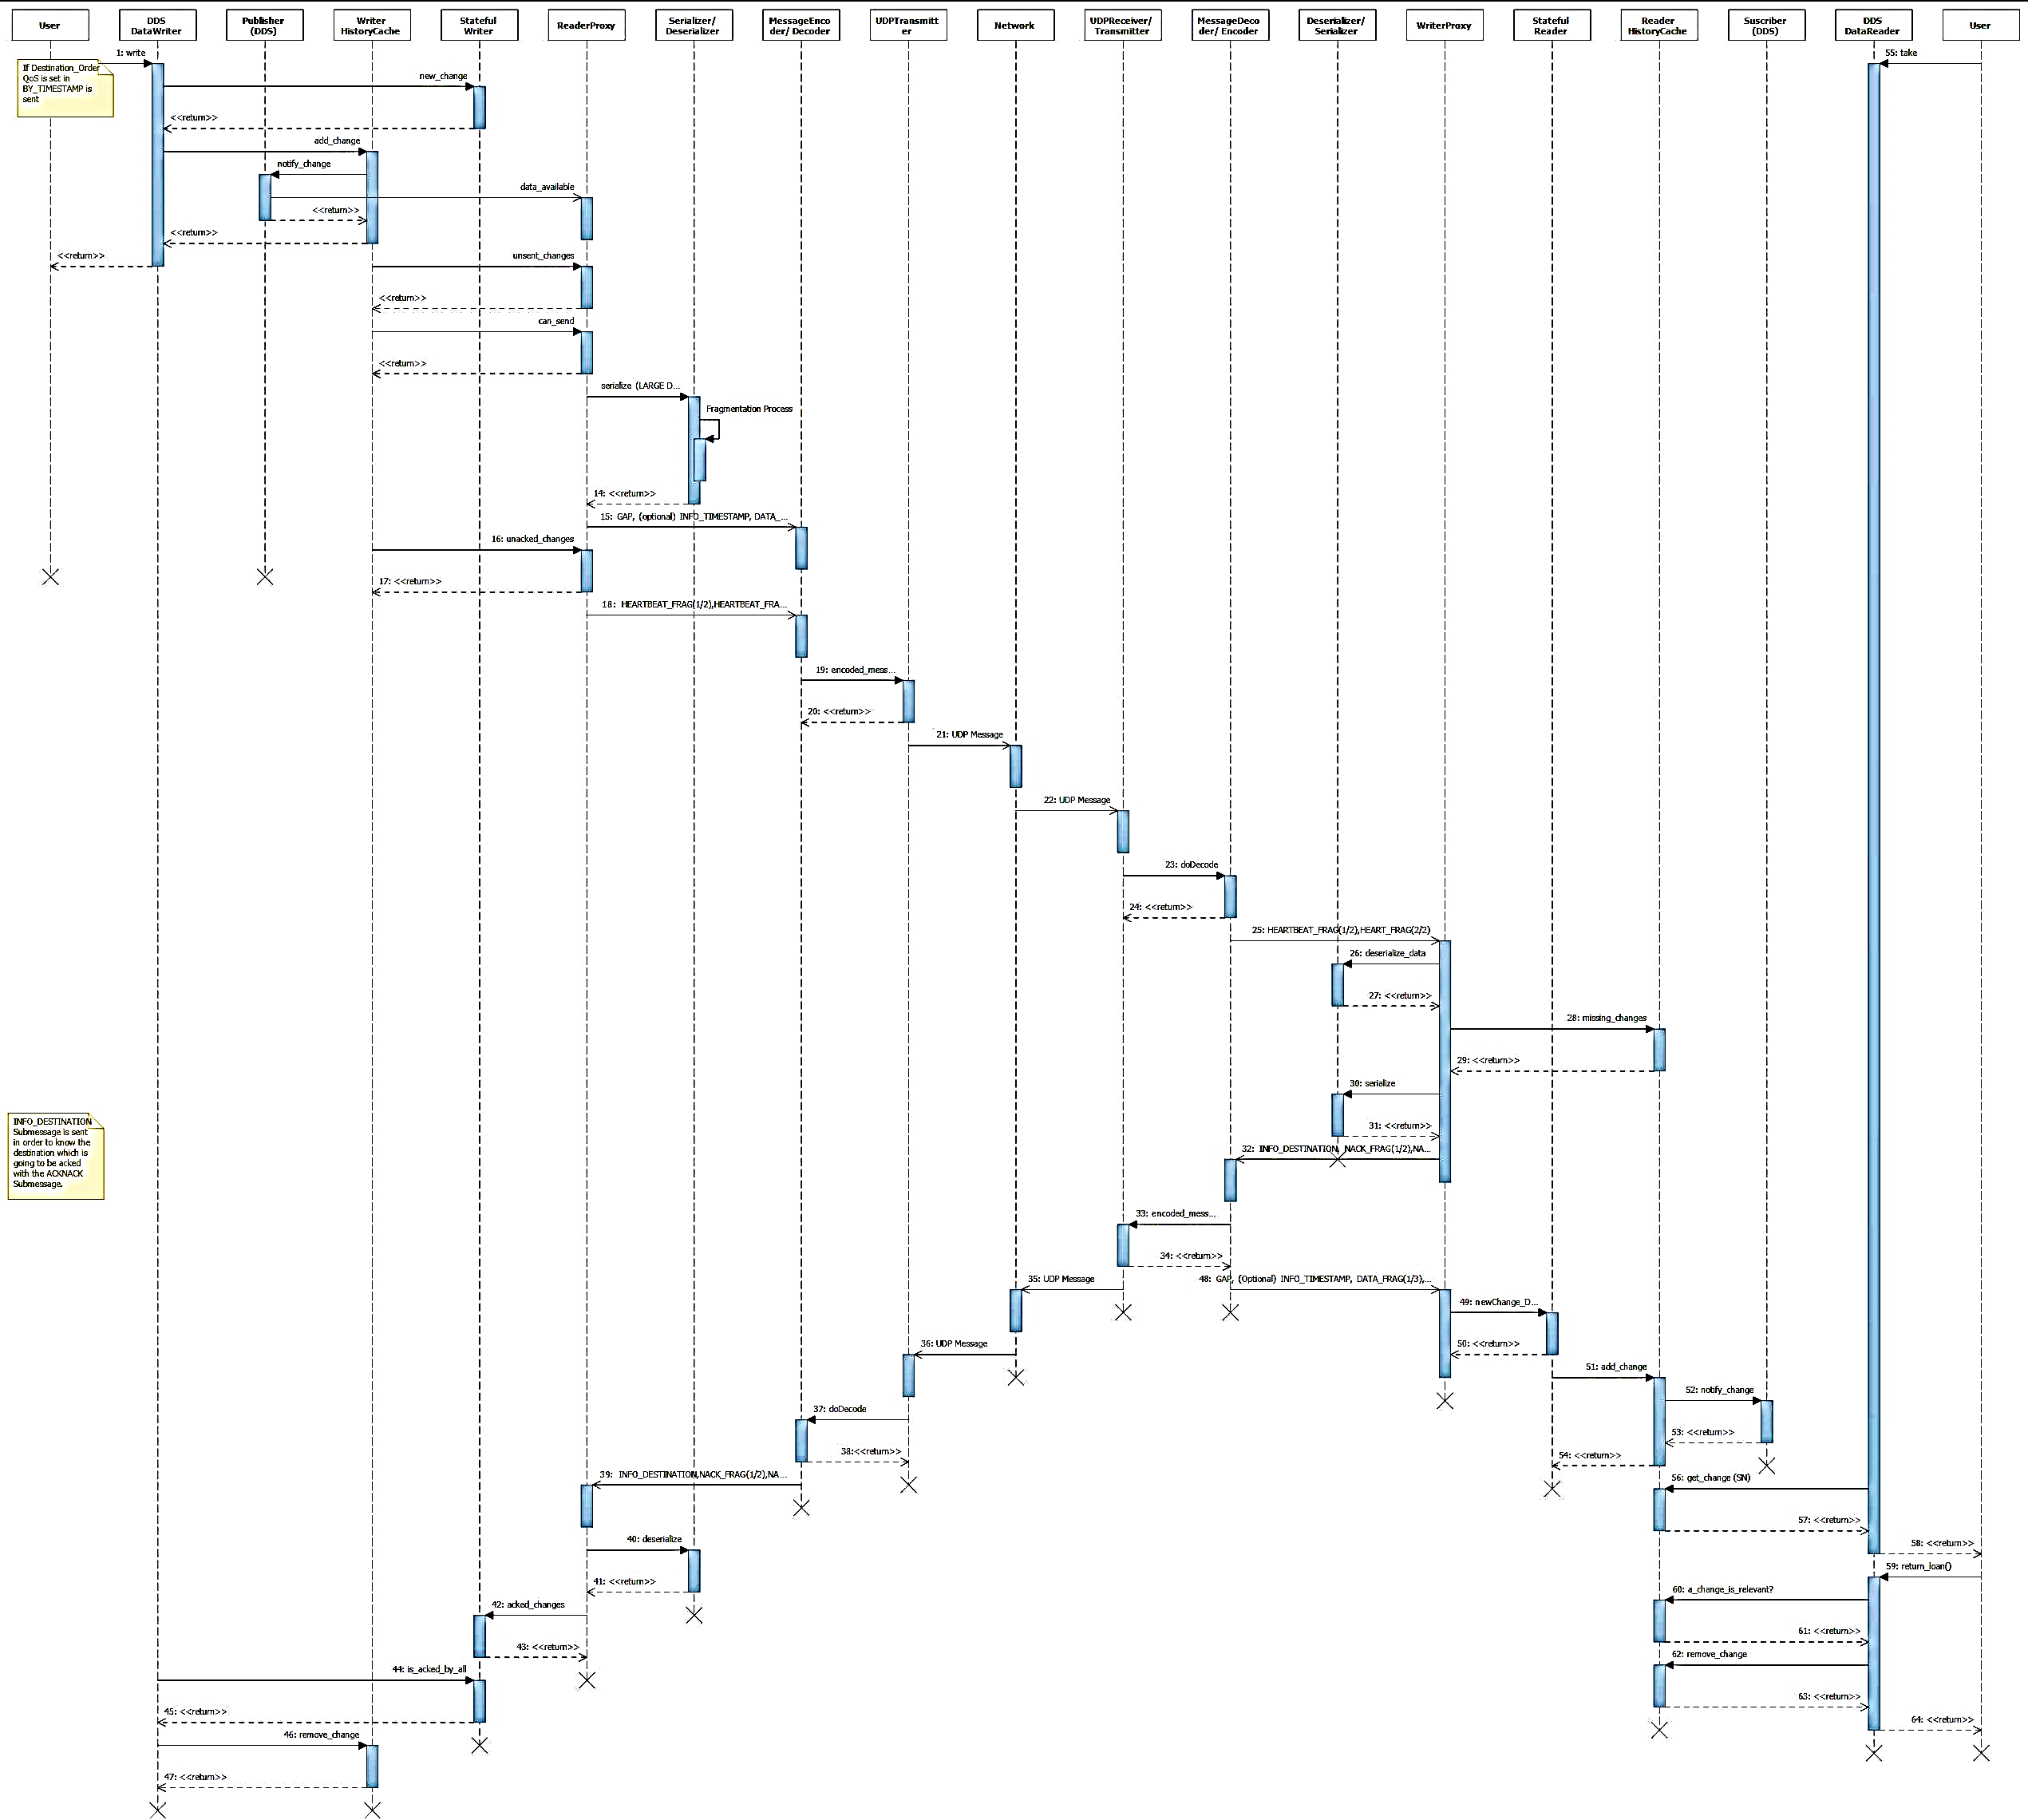 User
DDS
DataWriter
Publisher
(DDS)
Writer
HistoryCache
Stateful
Writer
ReaderProxy
Serializer/
Deserializer
MessageEnco
der/ Decoder
UDPTransmitt
er
Network
UDPReceiver/
Transmitter
MessageDeco
der/ Encoder
Deserializer/
Serializer
WriterProxy
Stateful
Reader
Reader
HistoryCache
Suscriber
(DDS)
DDS
DataReader
User
1: write
55: take
If Destination_Order
QoS is set in
BY_TIMESTAMP is
sent
new_change
<<return>>
add_change
notify_change
data_available
<<return>>
<<return>>
<<return>>
unsent_changes
<<return>>
can_send
<<return>>
serialize (LARGE D...
Fragmentation Process
14: <<return>>
15: GAP, (optional) INFO_TIMESTAMP, DATA_...
16: unacked_changes
17: <<return>>
18: HEARTBEAT_FRAG(1/2),HEARTBEAT_FRA...
19: encoded_mess...
20: <<return>>
21: UDP Message
22: UDP Message
23: doDecode
24: <<return>>
25: HEARTBEAT_FRAG(1/2),HEART_FRAG(2/2)
26: deserialize_data
27: <<return>>
28: missing_changes
29: <<return>>
30: serialize
31: <<return>>
INFO_DESTINATION
Submessage is sent
in order to know the
destination which is
going to be acked
with the ACKNACK
Submessage.
32: INFO_DESTINATION, NACK_FRAG(1/2),NA...
33: encoded_mess...
34: <<return>>
35: UDP Message
48: GAP, (Optional) INFO_TIMESTAMP, DATA_FRAG(1/3),...
49: newChange_D...
36: UDP Message
50: <<return>>
51: add_change
52: notify_change
37: doDecode
53: <<return>>
38:<<return>>
54: <<return>>
39: INFO_DESTINATION,NACK_FRAG(1/2),NA...
56: get_change (SN)
57: <<return>>
40: deserialize
58: <<return>>
59: return_loan()
41: <<return>>
60: a_change_is_relevant?
42: acked_changes
61: <<return>>
43: <<return>>
62: remove_change
44: is_acked_by_all
63: <<return>>
45: <<return>>
64: <<return>>
46: remove_change
47: <<return>>